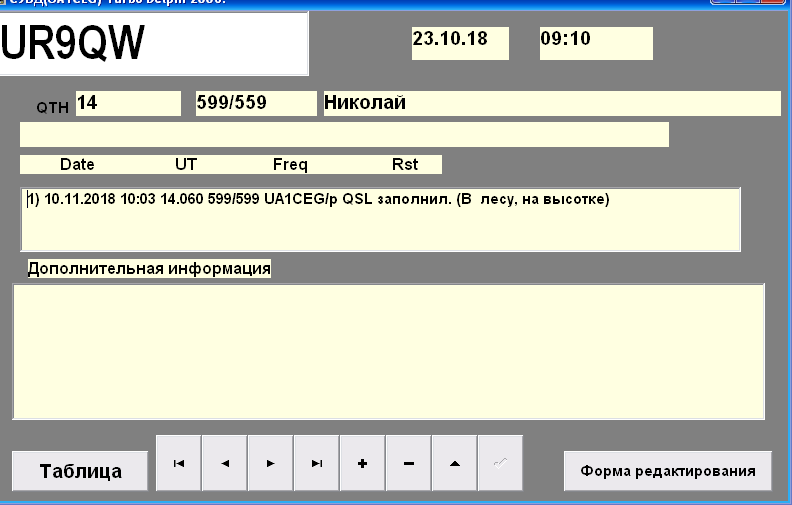 UR9QW 23.10.18 09:10
QTH 14 599/559 Николай
Date UT Freq Rst
1) 10.11.2018 10:03 14.060 599/599 UA1CEG/p QSL заполнил. (В лесу, на высотке)
Дополнительная информация
Таблица Форма редактирования